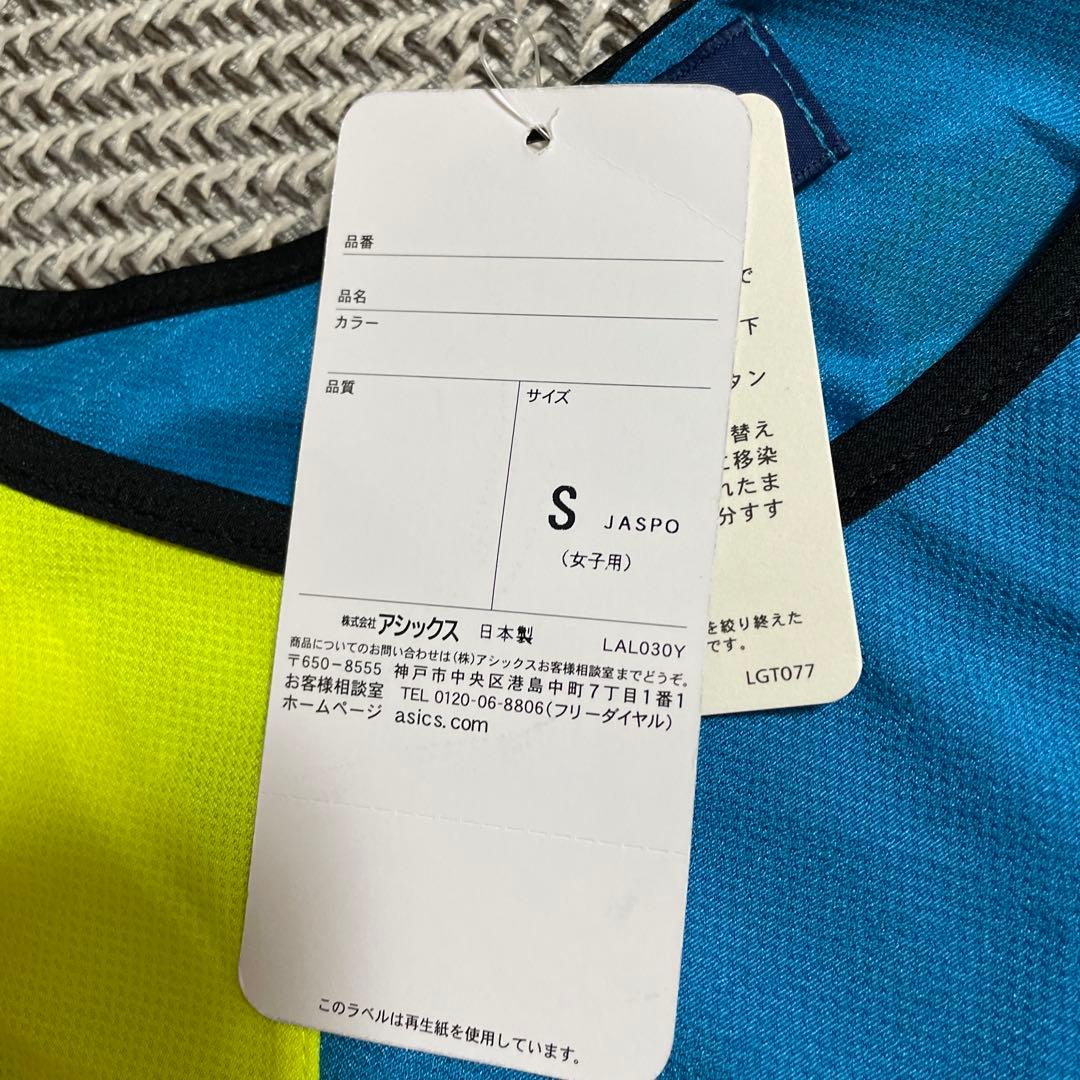 品番
品名
カラー
品質
サイズ
S JASPO
(女子用)
株式会社アシックス 日本製 LAL030Y
商品についてのお問い合わせは(株)アシックスお客様相談室までどうぞ。
〒650-8555 神戸市中央区港島中町7丁目1番1
お客様相談室 TEL 0120-06-8806(フリーダイヤル)
ホームページ asics.com
このラベルは再生紙を使用しています。
で
下
タン
替え
移染
れたま
分すす
を絞り終えた
です。
LGT077